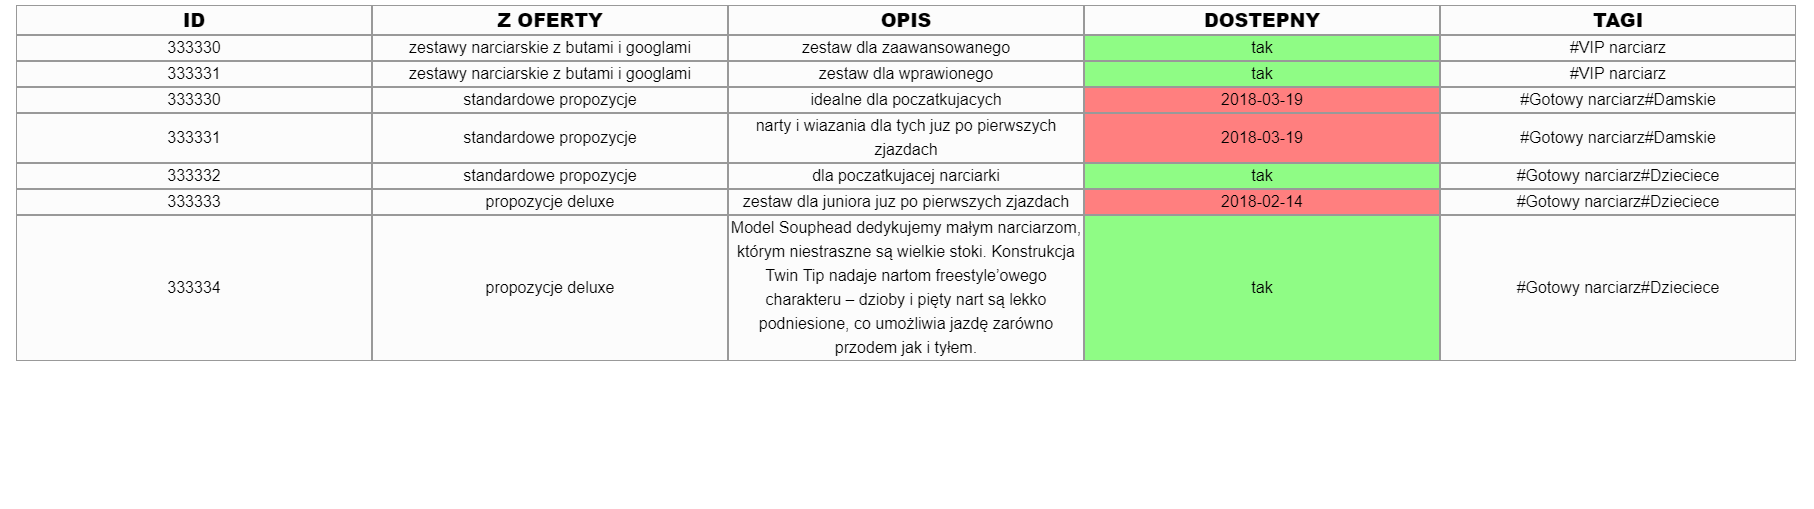 ID Z OFERTY OPIS DOSTEPNY TAGI
333330 zestawy narciarskie z butami i googlami zestaw dla zaawansowanego tak #VIP narciarz
333331 zestawy narciarskie z butami i googlami zestaw dla wprawionego tak #VIP narciarz
333330 standardowe propozycje idealne dla poczatkujacych 2018-03-19 #Gotowy narciarz#Damskie
333331 standardowe propozycje narty i wiazania dla tych juz po pierwszych 2018-03-19 #Gotowy narciarz#Damskie
zjazdach
333332 standardowe propozycje dla poczatkujacej narciarki tak #Gotowy narciarz#Dzieciece
333333 propozycje deluxe zestaw dla juniora juz po pierwszych zjazdach 2018-02-14 #Gotowy narciarz#Dzieciece
333334 propozycje deluxe Model Souphead dedykujemy małym narciarzom, tak #Gotowy narciarz#Dzieciece
którym niestraszne są wielkie stoki. Konstrukcja
Twin Tip nadaje nartom freestyle’owego
charakteru – dzioby i pięty nart są lekko
podniesione, co umożliwia jazdę zarówno
przodem jak i tyłem.